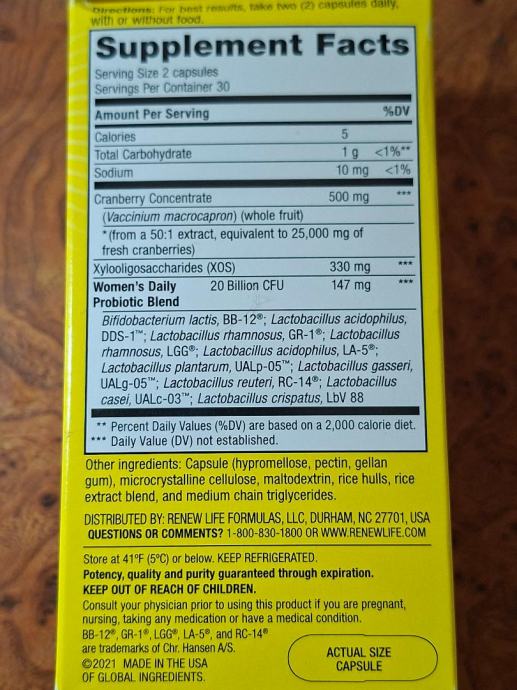 Directions: For best results, take two (2) capsules daily,
with or without food.
Supplement Facts
Serving Size 2 capsules
Servings Per Container 30
Amount Per Serving %DV
Calories 5
Total Carbohydrate 1 g <1%**
Sodium 10 mg <1%
Cranberry Concentrate 500 mg ***
(Vaccinium macrocapron) (whole fruit)
*(from a 50:1 extract, equivalent to 25,000 mg of
fresh cranberries)
Xylooligosaccharides (XOS) 330 mg ***
Women's Daily 20 Billion CFU 147 mg ***
Probiotic Blend
Bifidobacterium lactis, BB-12®; Lactobacillus acidophilus,
DDS-1™; Lactobacillus rhamnosus, GR-1®; Lactobacillus
rhamnosus, LGG®; Lactobacillus acidophilus, LA-5®;
Lactobacillus plantarum, UALp-05™; Lactobacillus gasseri,
UALg-05™; Lactobacillus reuteri, RC-14®; Lactobacillus
casei, UALc-03™; Lactobacillus crispatus, LbV 88
** Percent Daily Values (%DV) are based on a 2,000 calorie diet.
*** Daily Value (DV) not established.
Other ingredients: Capsule (hypromellose, pectin, gellan
gum), microcrystalline cellulose, maltodextrin, rice hulls, rice
extract blend, and medium chain triglycerides.
DISTRIBUTED BY: RENEW LIFE FORMULAS, LLC, DURHAM, NC 27701, USA
QUESTIONS OR COMMENTS? 1-800-830-1800 OR WWW.RENEWLIFE.COM
Store at 41°F (5°C) or below. KEEP REFRIGERATED.
Potency, quality and purity guaranteed through expiration.
KEEP OUT OF REACH OF CHILDREN.
Consult your physician prior to using this product if you are pregnant,
nursing, taking any medication or have a medical condition.
BB-12®, GR-1®, LGG®, LA-5®, and RC-14®
are trademarks of Chr. Hansen A/S.
©2021 MADE IN THE USA
OF GLOBAL INGREDIENTS.
ACTUAL SIZE
CAPSULE